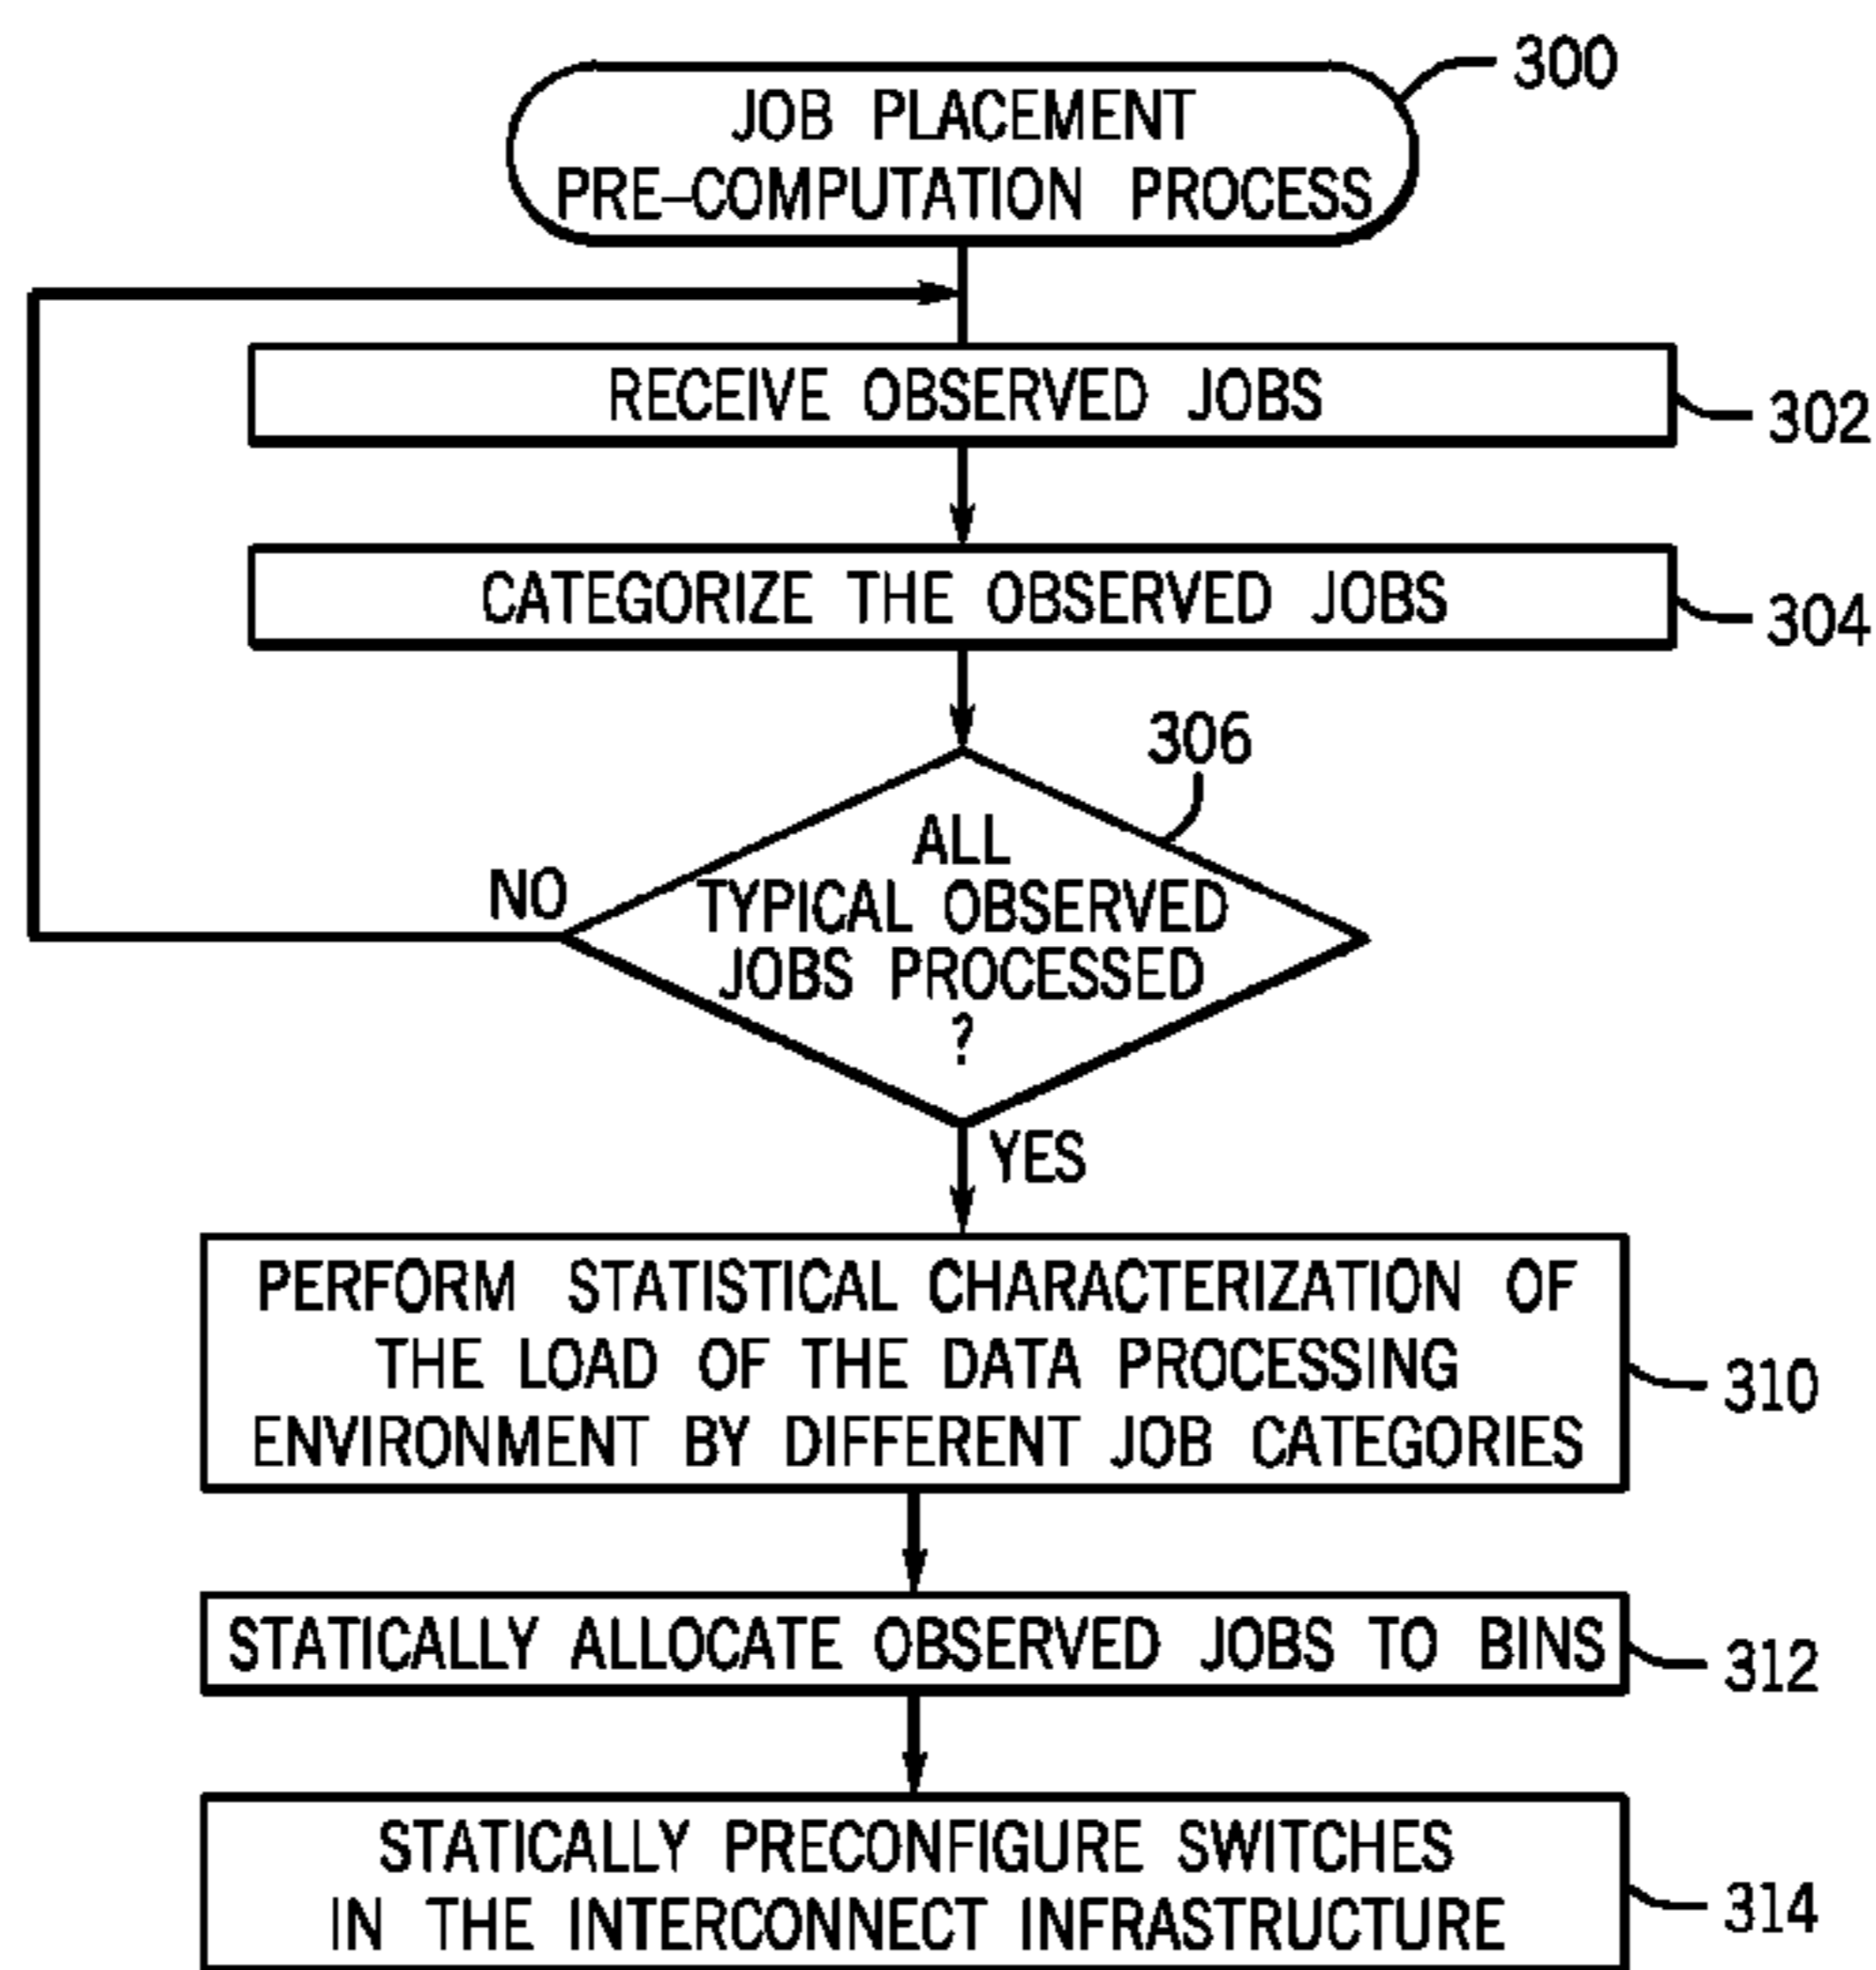 300
JOB PLACEMENT
PRE-COMPUTATION PROCESS
RECEIVE OBSERVED JOBS
302
CATEGORIZE THE OBSERVED JOBS
304
306
ALL
TYPICAL OBSERVED
JOBS PROCESSED
?
NO
YES
PERFORM STATISTICAL CHARACTERIZATION OF
THE LOAD OF THE DATA PROCESSING
ENVIRONMENT BY DIFFERENT JOB CATEGORIES
310
STATICALLY ALLOCATE OBSERVED JOBS TO BINS
312
STATICALLY PRECONFIGURE SWITCHES
IN THE INTERCONNECT INFRASTRUCTURE
314